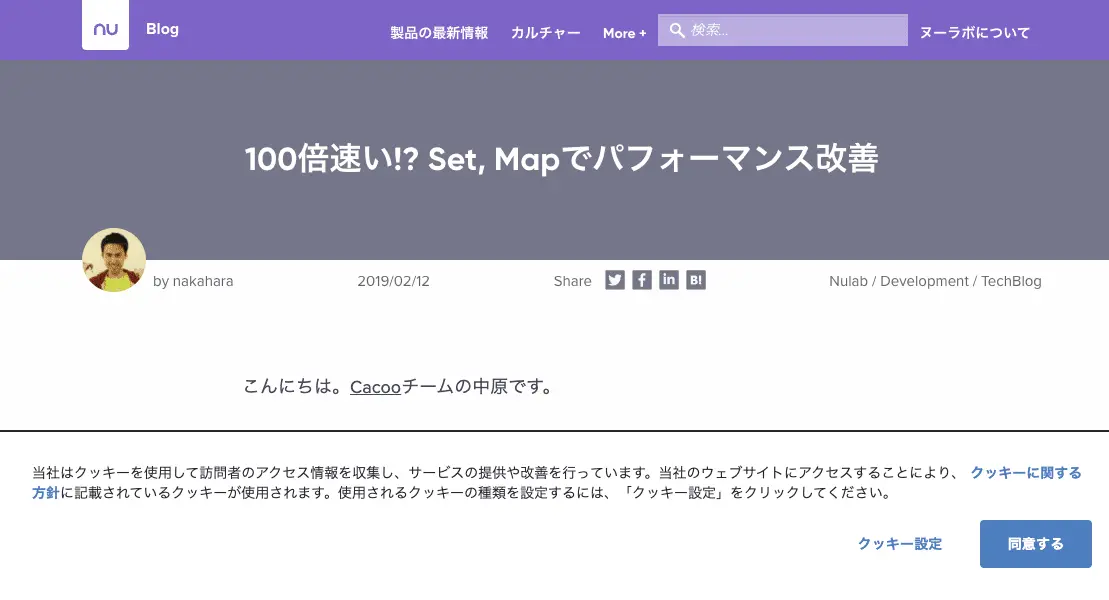 nu
Blog
製品の最新情報
カルチャー
More +
検索...
ヌーラボについて
100倍速い!? Set, Mapでパフォーマンス改善
by nakahara
2019/02/12
Share
B!
Nulab / Development / TechBlog
こんにちは。Cacooチームの中原です。
当社はクッキーを使用して訪問者のアクセス情報を収集し、サービスの提供や改善を行っています。当社のウェブサイトにアクセスすることにより、 クッキーに関する
方針に記載されているクッキーが使用されます。使用されるクッキーの種類を設定するには、「クッキー設定」をクリックしてください。
クッキー設定
同意する